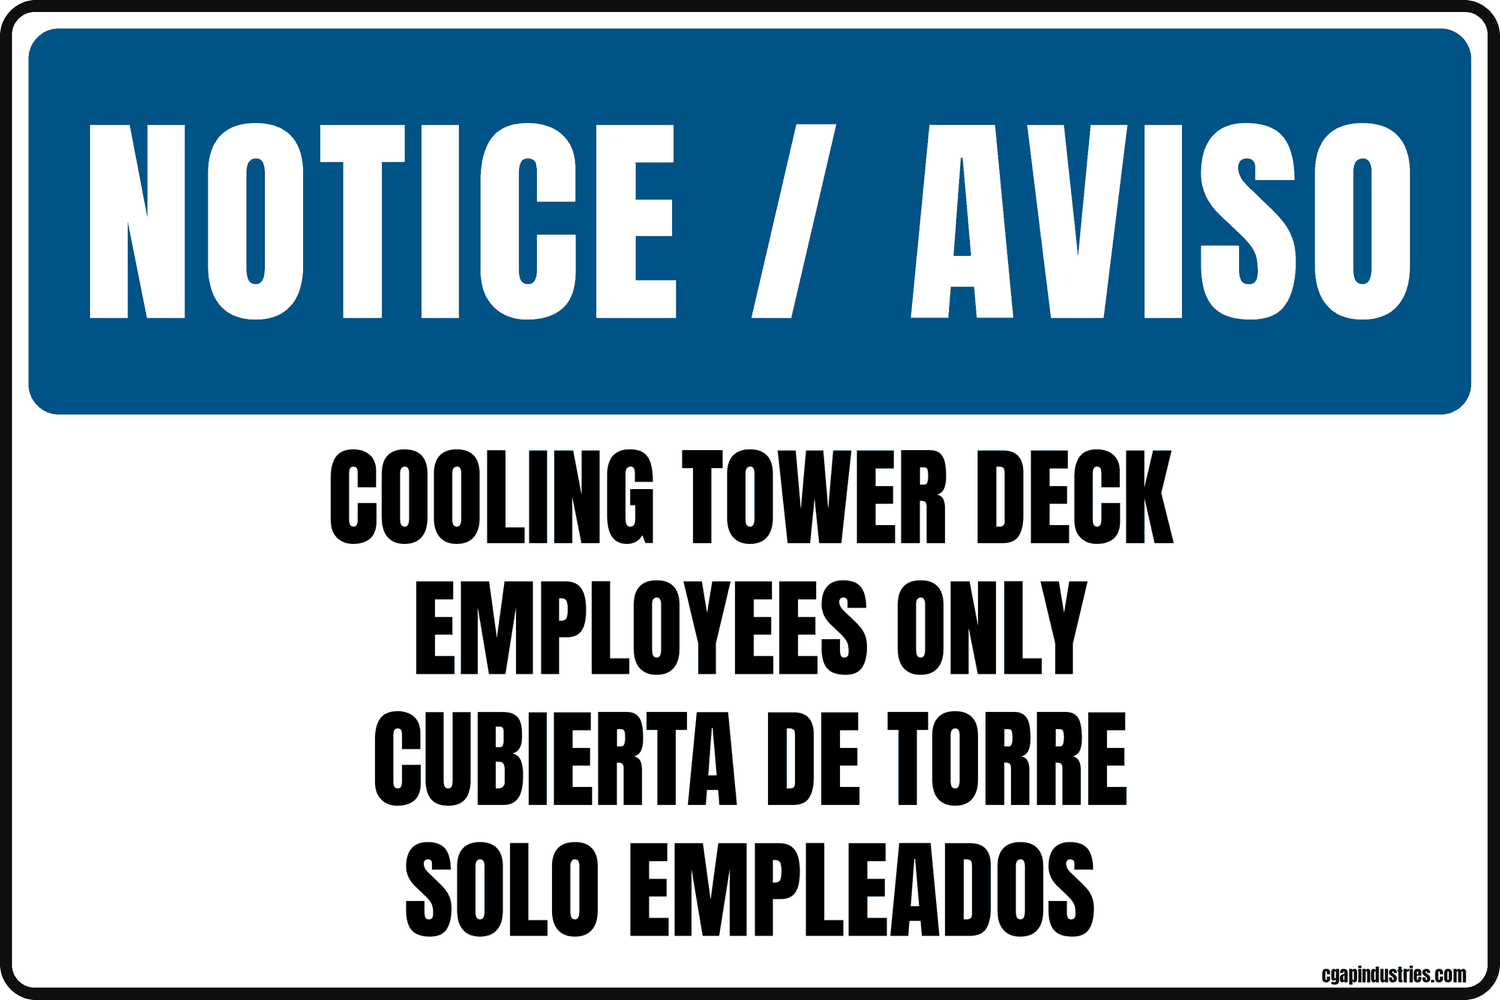 NOTICE / AVISO
COOLING TOWER DECK
EMPLOYEES ONLY
CUBIERTA DE TORRE
SOLO EMPLEADOS
cgapindustries.com